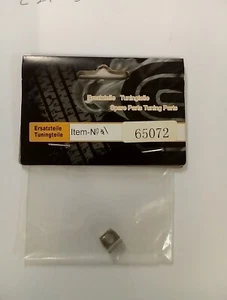 Ersatzteile Tuningteile
Spare Parts Tuning Parts
Ersatzteile
Tuningteile
Item-No
65072